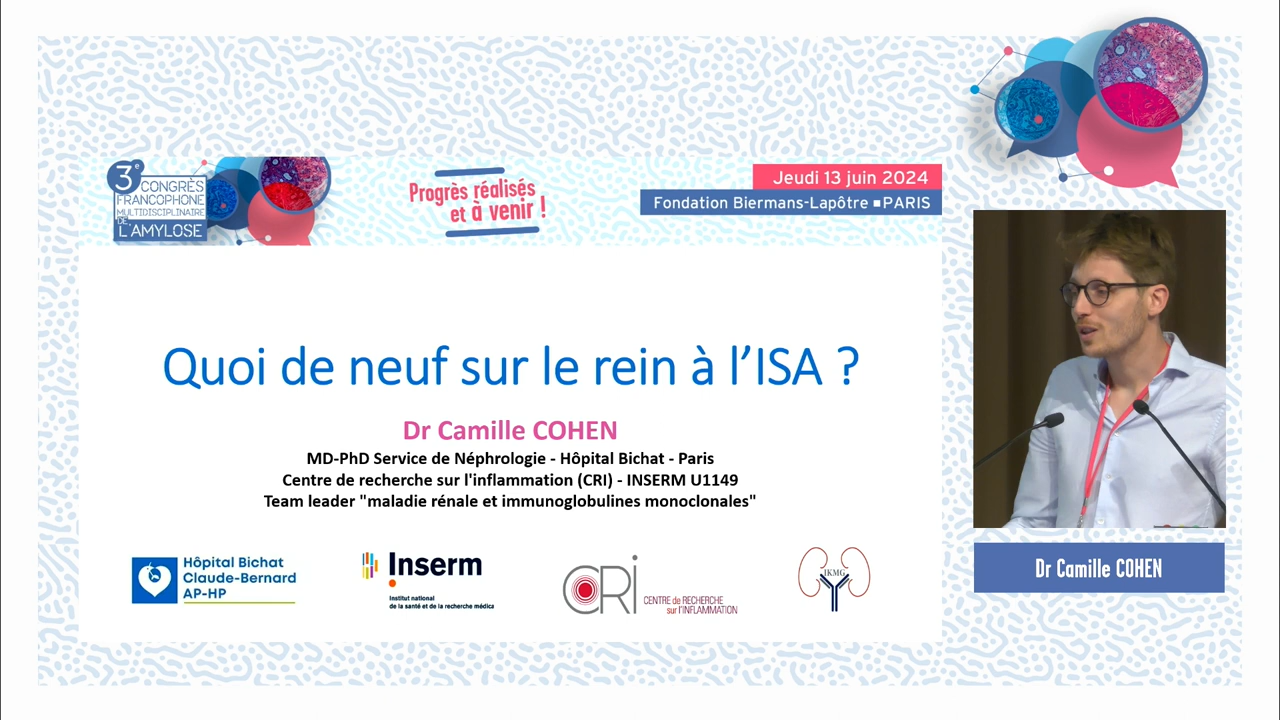 3e
CONGRÈS
FRANCOPHONE
MULTIDISCIPLINAIRE
DE
L'AMYLOSE
Progrès réalisés
et à venir !
Jeudi 13 juin 2024
Fondation Biermans-Lapôtre ■ PARIS
Quoi de neuf sur le rein à l’ISA ?
Dr Camille COHEN
MD-PhD Service de Néphrologie - Hôpital Bichat - Paris
Centre de recherche sur l'inflammation (CRI) - INSERM U1149
Team leader "maladie rénale et immunoglobulines monoclonales"
Hôpital Bichat
Claude-Bernard
AP-HP
Inserm
Institut national
de la santé et de la recherche médica
CRI
CENTRE de RECHERCHE
sur l'INFLAMMATION
IKMG
Dr Camille COHEN